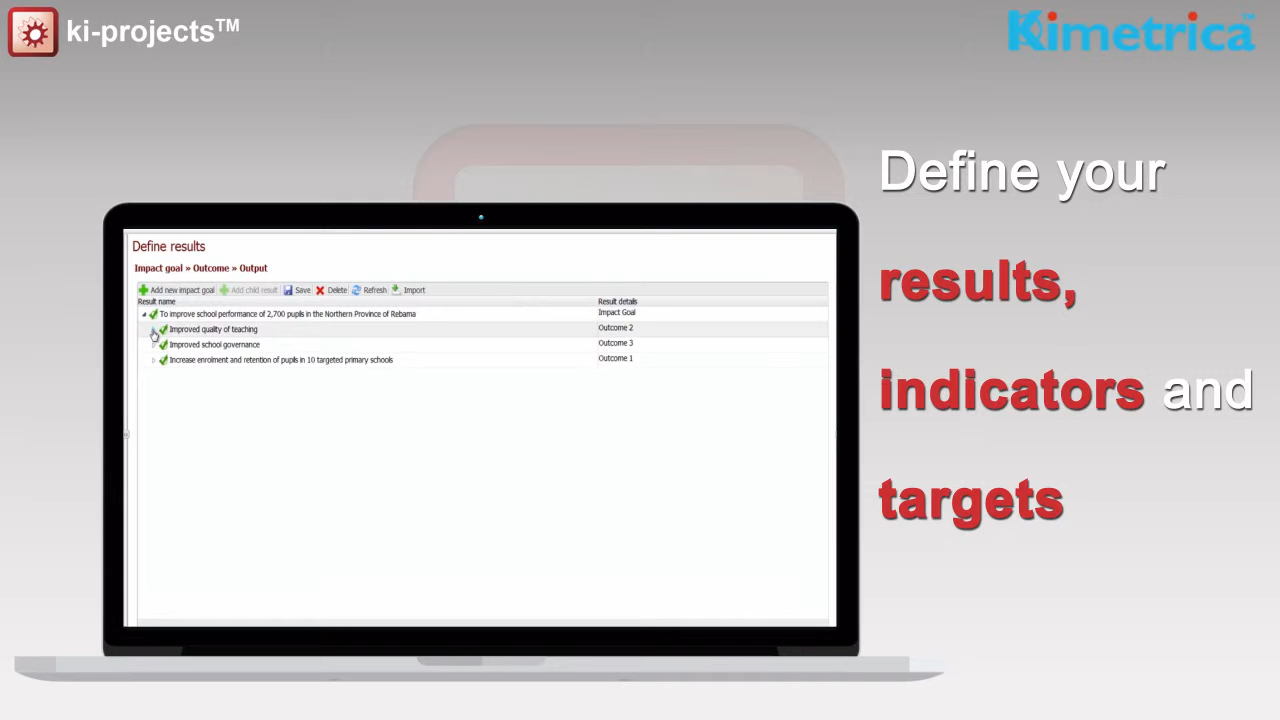 ki-projects™
Kimetrica™
Define your
results,
indicators and
targets
Define results
Impact goal » Outcome » Output
Add new impact goal Add child result Save Delete Refresh Import
Result name Result details
To improve school performance of 2,700 pupils in the Northern Province of Rebama Impact Goal
Improved quality of teaching Outcome 2
Improved school governance Outcome 3
Increase enrolment and retention of pupils in 10 targeted primary schools Outcome 1